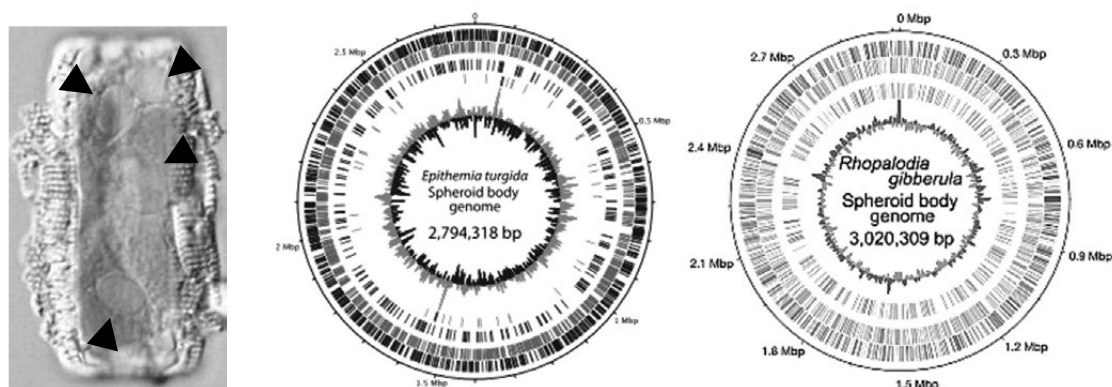 2.5 Mbp
0.5 Mbp
Epithemia turgida
Spheroid body
genome
2,794,318 bp
2 Mbp
1 Mbp
1.5 Mbp
0 Mbp
2.7 Mbp
0.3 Mbp
2.4 Mbp
0.6 Mbp
Rhopalodia
gibberula
Spheroid body
genome
3,020,309 bp
2.1 Mbp
0.9 Mbp
1.8 Mbp
1.2 Mbp
1.5 Mbp